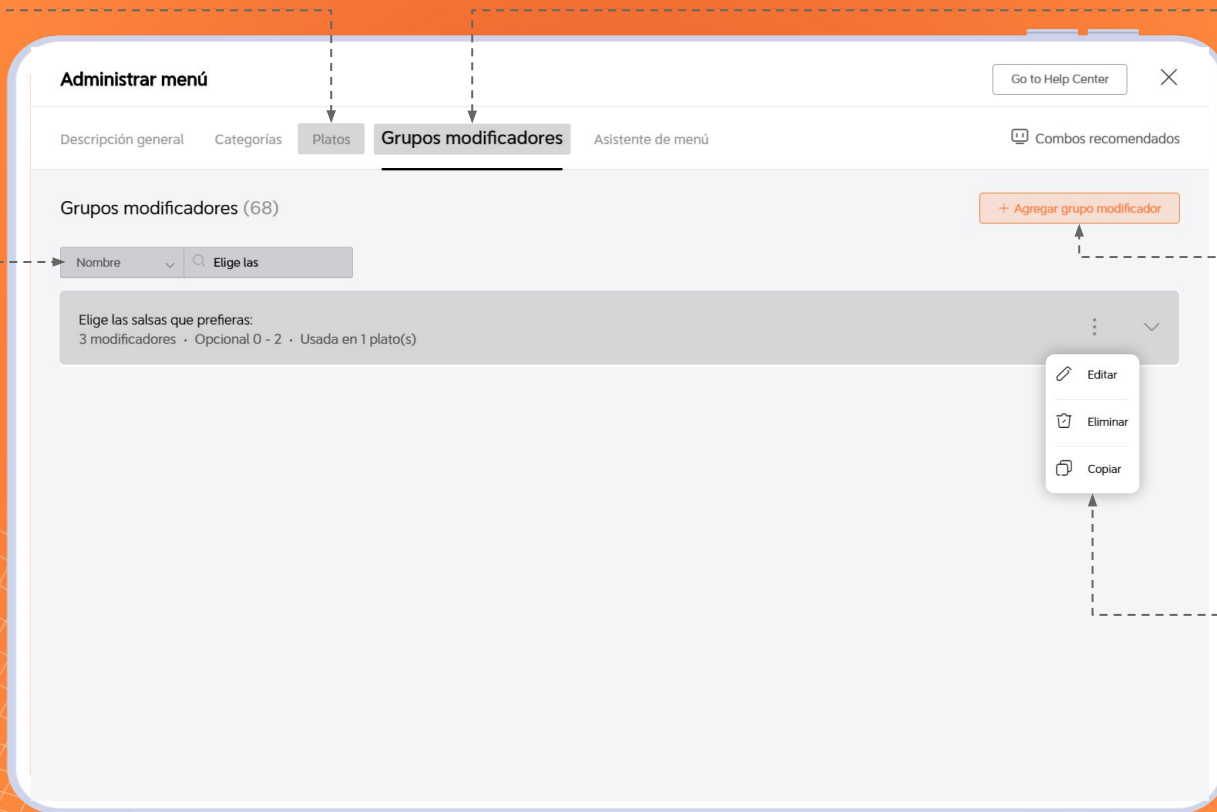 Administrar menú
Go to Help Center
Descripción general Categorías Platos Grupos modificadores Asistente de menú Combos recomendados
Grupos modificadores (68)
+ Agregar grupo modificador
Nombre Elige las
Elige las salsas que prefieras:
3 modificadores · Opcional 0 - 2 · Usada en 1 plato(s)
Editar
Eliminar
Copiar